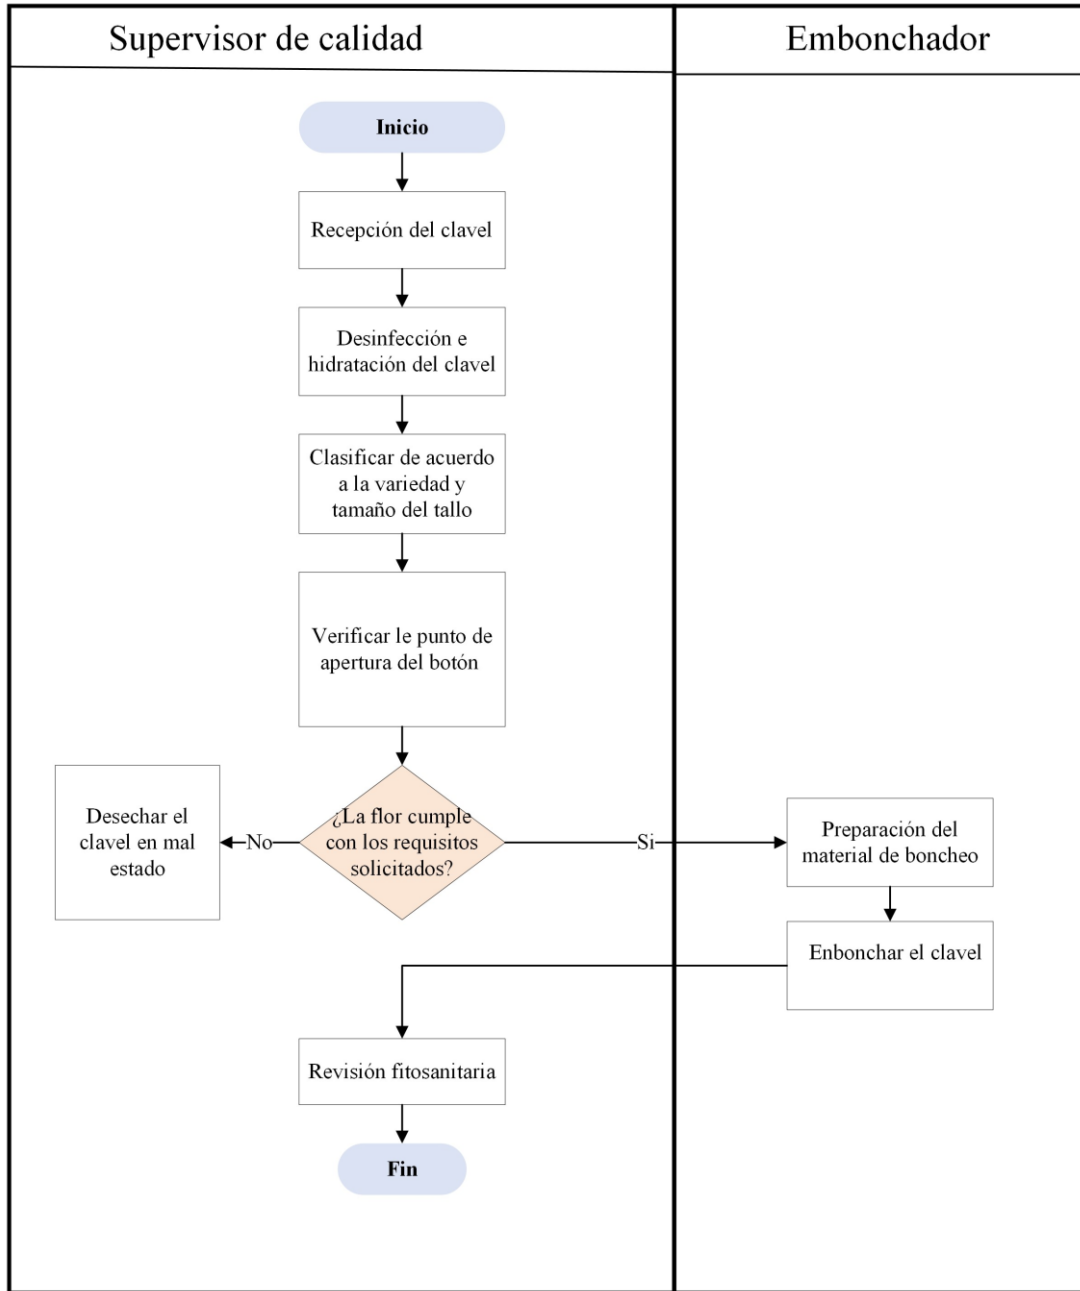 Supervisor de calidad
Embonchador
Inicio
Recepción del clavel
Desinfección e
hidratación del clavel
Clasificar de acuerdo
a la variedad y
tamaño del tallo
Verificar le punto de
apertura del botón
¿La flor cumple
con los requisitos
solicitados?
No
Desechar el
clavel en mal
estado
Si
Preparación del
material de boncheo
Enbonchar el clavel
Revisión fitosanitaria
Fin